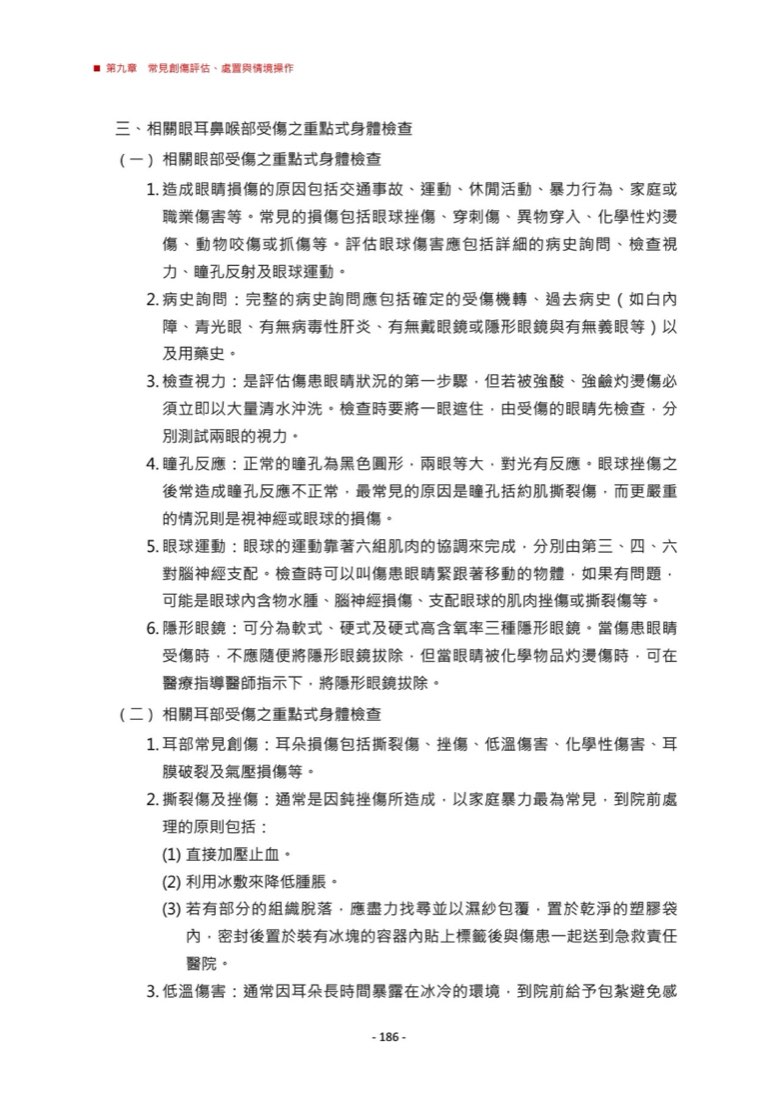 ■ 第九章　常見創傷評估、處置與情境操作
三、相關眼耳鼻喉部受傷之重點式身體檢查
（一）相關眼部受傷之重點式身體檢查
1. 造成眼睛損傷的原因包括交通事故、運動、休閒活動、暴力行為、家庭或
職業傷害等。常見的損傷包括眼球挫傷、穿刺傷、異物穿入、化學性灼燙
傷、動物咬傷或抓傷等。評估眼球傷害應包括詳細的病史詢問、檢查視
力、瞳孔反射及眼球運動。
2. 病史詢問：完整的病史詢問應包括確定的受傷機轉、過去病史（如白內
障、青光眼、有無病毒性肝炎、有無戴眼鏡或隱形眼鏡與有無義眼等）以
及用藥史。
3. 檢查視力：是評估傷患眼睛狀況的第一步驟，但若被強酸、強鹼灼燙傷必
須立即以大量清水沖洗。檢查時要將一眼遮住，由受傷的眼睛先檢查，分
別測試兩眼的視力。
4. 瞳孔反應：正常的瞳孔為黑色圓形，兩眼等大，對光有反應。眼球挫傷之
後常造成瞳孔反應不正常，最常見的原因是瞳孔括約肌撕裂傷，而更嚴重
的情況則是視神經或眼球的損傷。
5. 眼球運動：眼球的運動靠著六組肌肉的協調來完成，分別由第三、四、六
對腦神經支配。檢查時可以叫傷患眼睛緊跟著移動的物體，如果有問題，
可能是眼球內含物水腫、腦神經損傷、支配眼球的肌肉挫傷或撕裂傷等。
6. 隱形眼鏡：可分為軟式、硬式及硬式高含氧率三種隱形眼鏡。當傷患眼睛
受傷時，不應隨便將隱形眼鏡拔除，但當眼睛被化學物品灼燙傷時，可在
醫療指導醫師指示下，將隱形眼鏡拔除。
（二）相關耳部受傷之重點式身體檢查
1. 耳部常見創傷：耳朵損傷包括撕裂傷、挫傷、低溫傷害、化學性傷害、耳
膜破裂及氣壓損傷等。
2. 撕裂傷及挫傷：通常是因鈍挫傷所造成，以家庭暴力最為常見，到院前處
理的原則包括：
(1) 直接加壓止血。
(2) 利用冰敷來降低腫脹。
(3) 若有部分的組織脫落，應盡力找尋並以濕紗包覆，置於乾淨的塑膠袋
內，密封後置於裝有冰塊的容器內貼上標籤後與傷患一起送到急救責任
醫院。
3. 低溫傷害：通常因耳朵長時間暴露在冰冷的環境，到院前給予包紮避免感
- 186 -